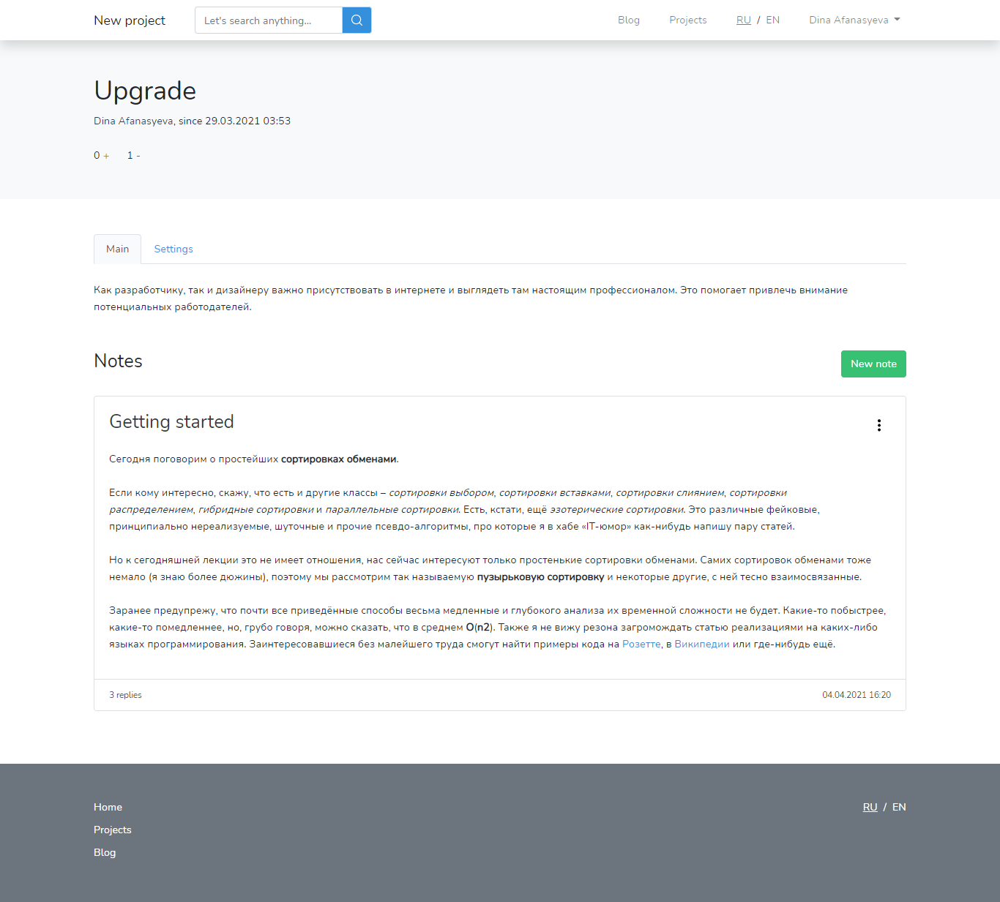 New project
Let's search anything...
Blog
Projects
RU / EN
Dina Afanasyeva
Upgrade
Dina Afanasyeva, since 29.03.2021 03:53
0 + 1 -
Main
Settings
Как разработчику, так и дизайнеру важно присутствовать в интернете и выглядеть там настоящим профессионалом. Это помогает привлечь внимание
потенциальных работодателей.
Notes
New note
Getting started
Сегодня поговорим о простейших сортировках обменами.
Если кому интересно, скажу, что есть и другие классы – сортировки выбором, сортировки вставками, сортировки слиянием, сортировки
распределением, гибридные сортировки и параллельные сортировки. Есть, кстати, ещё эзотерические сортировки. Это различные фейковые,
принципиально нереализуемые, шуточные и прочие псевдо-алгоритмы, про которые я в хабе «IT-юмор» как-нибудь напишу пару статей.
Но к сегодняшней лекции это не имеет отношения, нас сейчас интересуют только простенькие сортировки обменами. Самих сортировок обменами тоже
немало (я знаю более дюжины), поэтому мы рассмотрим так называемую пузырьковую сортировку и некоторые другие, с ней тесно взаимосвязанные.
Заранее предупрежу, что почти все приведённые способы весьма медленные и глубокого анализа их временной сложности не будет. Какие-то побыстрее,
какие-то помедленнее, но, грубо говоря, можно сказать, что в среднем O(n2). Также я не вижу резона загромождать статью реализациями на каких-либо
языках программирования. Заинтересовавшиеся без малейшего труда смогут найти примеры кода на Розетте, в Википедии или где-нибудь ещё.
3 replies
04.04.2021 16:20
Home
RU / EN
Projects
Blog